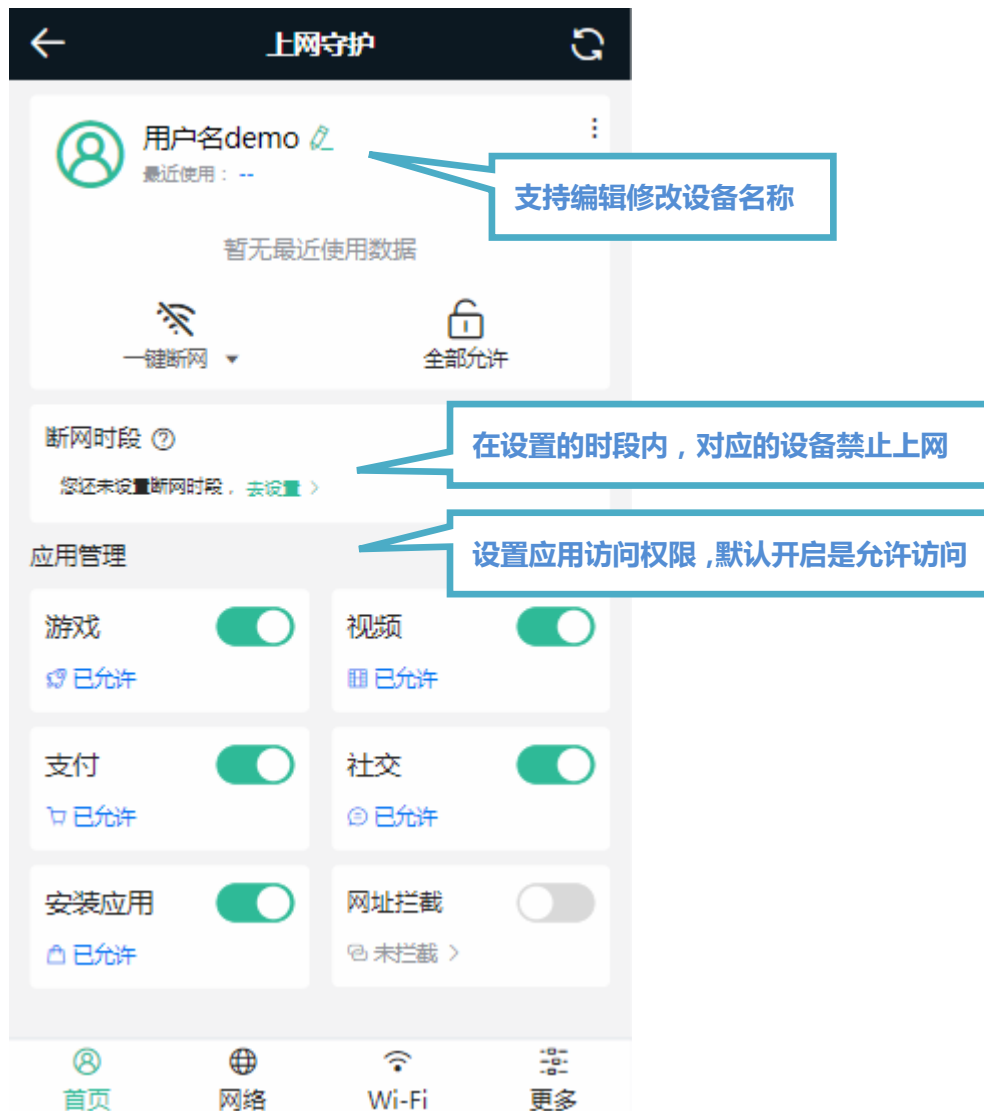 上网守护
用户名demo
最近使用： --
支持编辑修改设备名称
暂无最近使用数据
一键断网
全部允许
断网时段
在设置的时段内，对应的设备禁止上网
您还未设置断网时段，去设置
应用管理
设置应用访问权限,默认开启是允许访问
游戏
视频
已允许
已允许
支付
社交
已允许
已允许
安装应用
网址拦截
已允许
未拦截
首页
网络
Wi-Fi
更多